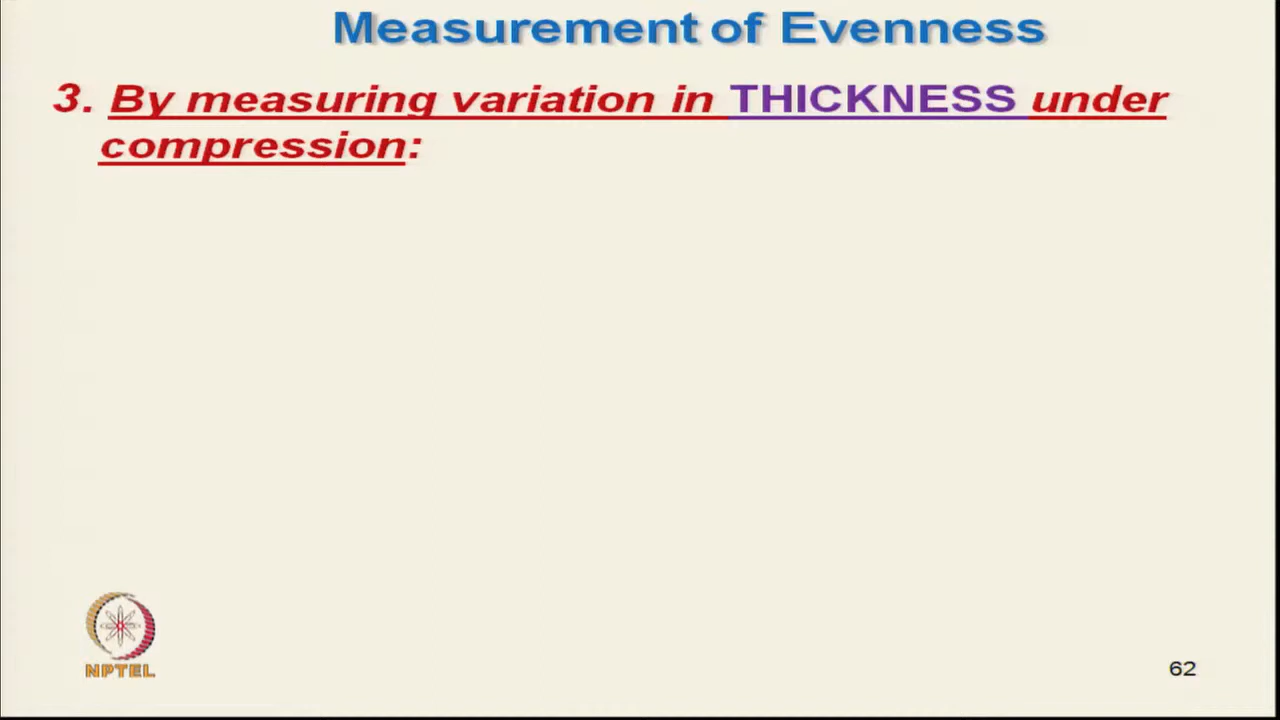 Measurement of Evenness
3. By measuring variation in THICKNESS under
compression:
NPTEL
62